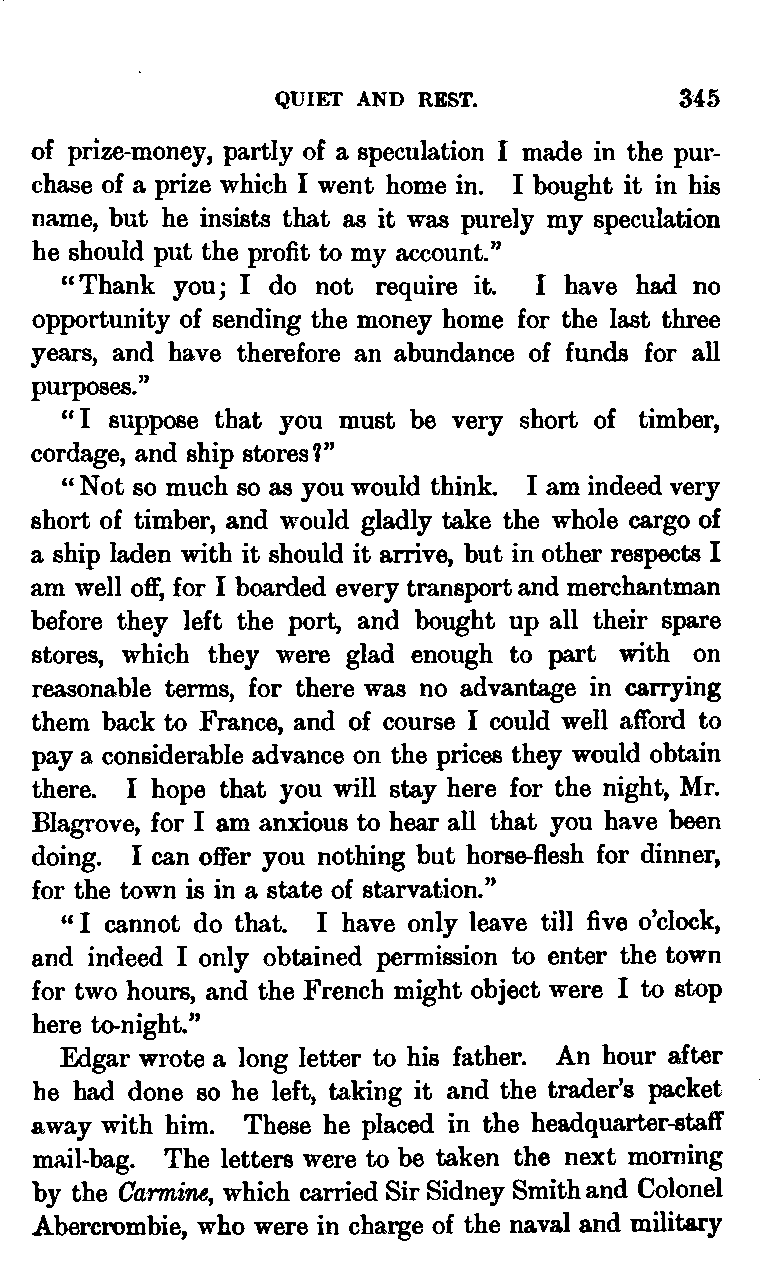 QUIET AND REST. 345
of prize-money, partly of a speculation I made in the pur-
chase of a prize which I went home in. I bought it in his
name, but he insists that as it was purely my speculation
he should put the profit to my account.”
“Thank you; I do not require it. I have had no
opportunity of sending the money home for the last three
years, and have therefore an abundance of funds for all
purposes.”
“I suppose that you must be very short of timber,
cordage, and ship stores?”
“Not so much so as you would think. I am indeed very
short of timber, and would gladly take the whole cargo of
a ship laden with it should it arrive, but in other respects I
am well off, for I boarded every transport and merchantman
before they left the port, and bought up all their spare
stores, which they were glad enough to part with on
reasonable terms, for there was no advantage in carrying
them back to France, and of course I could well afford to
pay a considerable advance on the prices they would obtain
there. I hope that you will stay here for the night, Mr.
Blagrove, for I am anxious to hear all that you have been
doing. I can offer you nothing but horse-flesh for dinner,
for the town is in a state of starvation.”
“I cannot do that. I have only leave till five o’clock,
and indeed I only obtained permission to enter the town
for two hours, and the French might object were I to stop
here to-night.”
Edgar wrote a long letter to his father. An hour after
he had done so he left, taking it and the trader’s packet
away with him. These he placed in the headquarter-staff
mail-bag. The letters were to be taken the next morning
by the Carmine, which carried Sir Sidney Smith and Colonel
Abercrombie, who were in charge of the naval and military